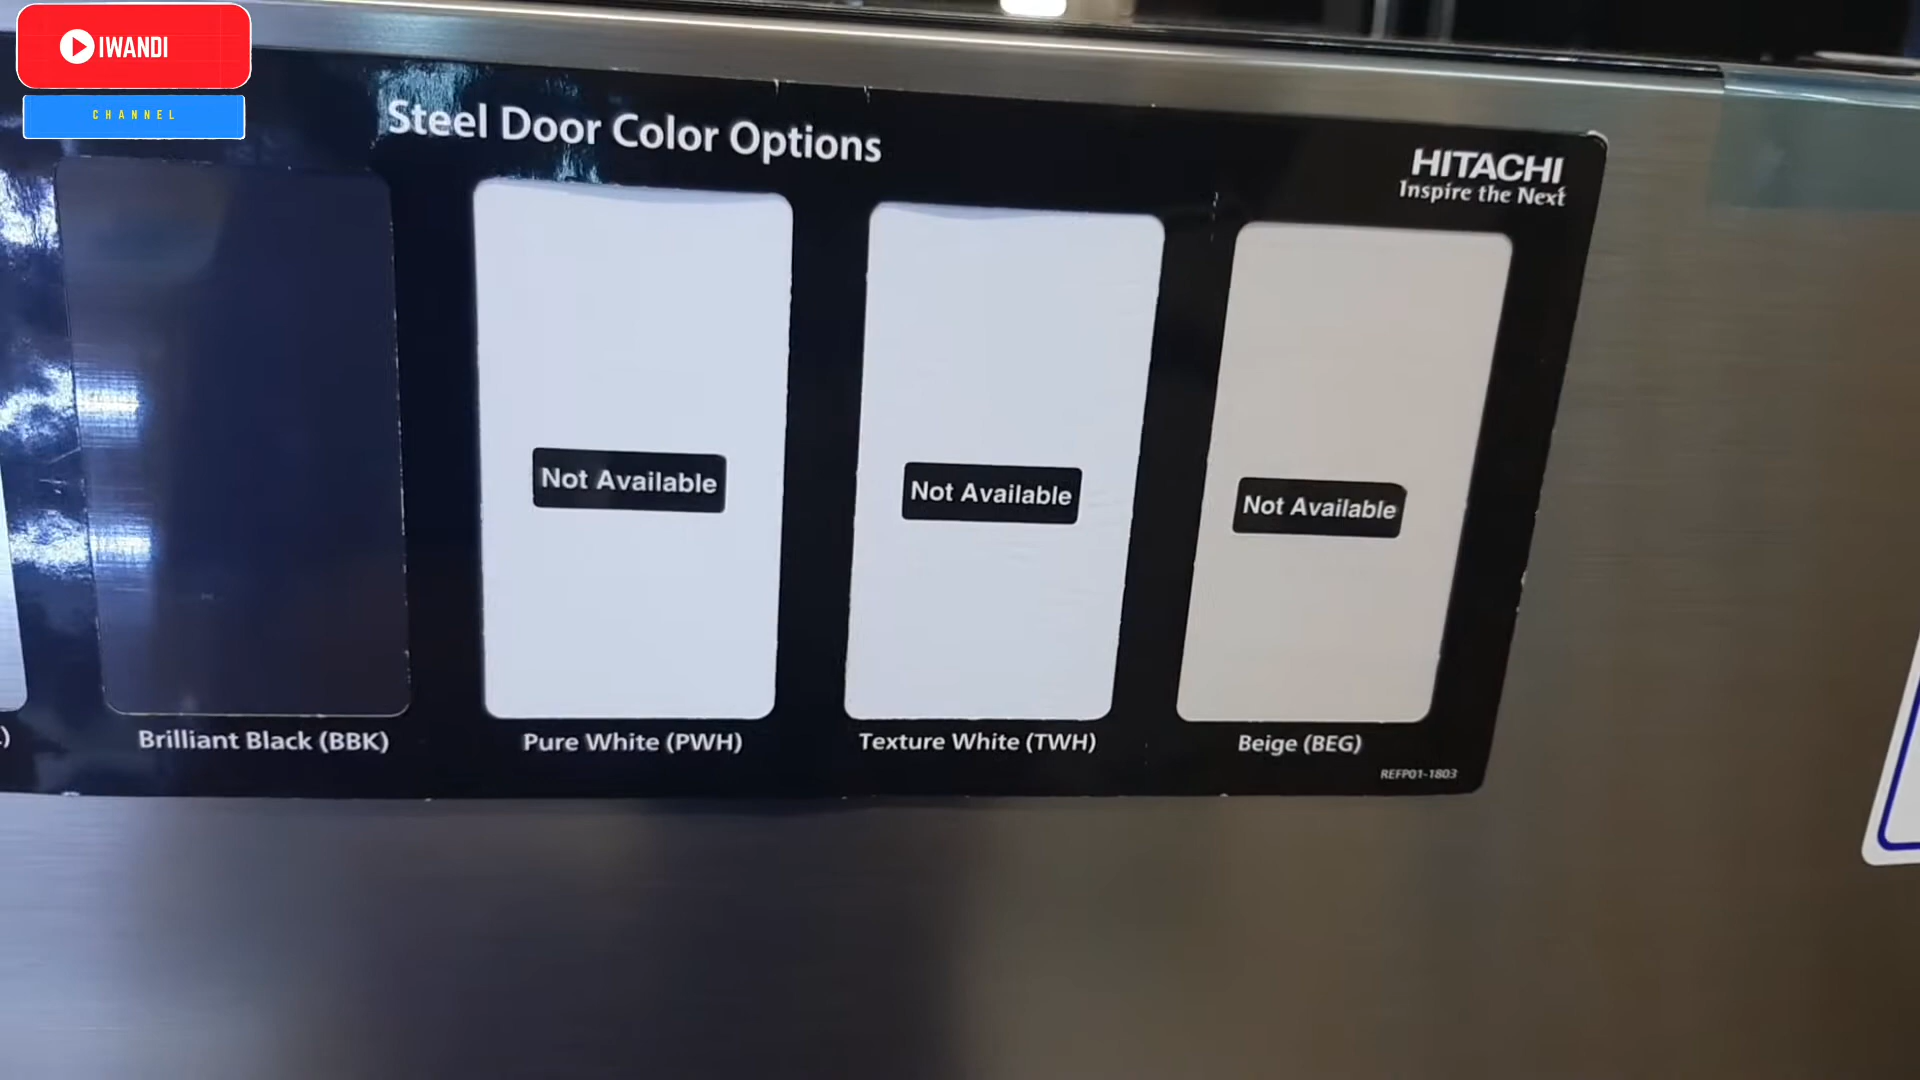 IWANDI
CHANNEL
Steel Door Color Options
HITACHI
Inspire the Next
Not Available
Not Available
Not Available
Brilliant Black (BBK)
Pure White (PWH)
Texture White (TWH)
Beige (BEG)
REFP01-1803